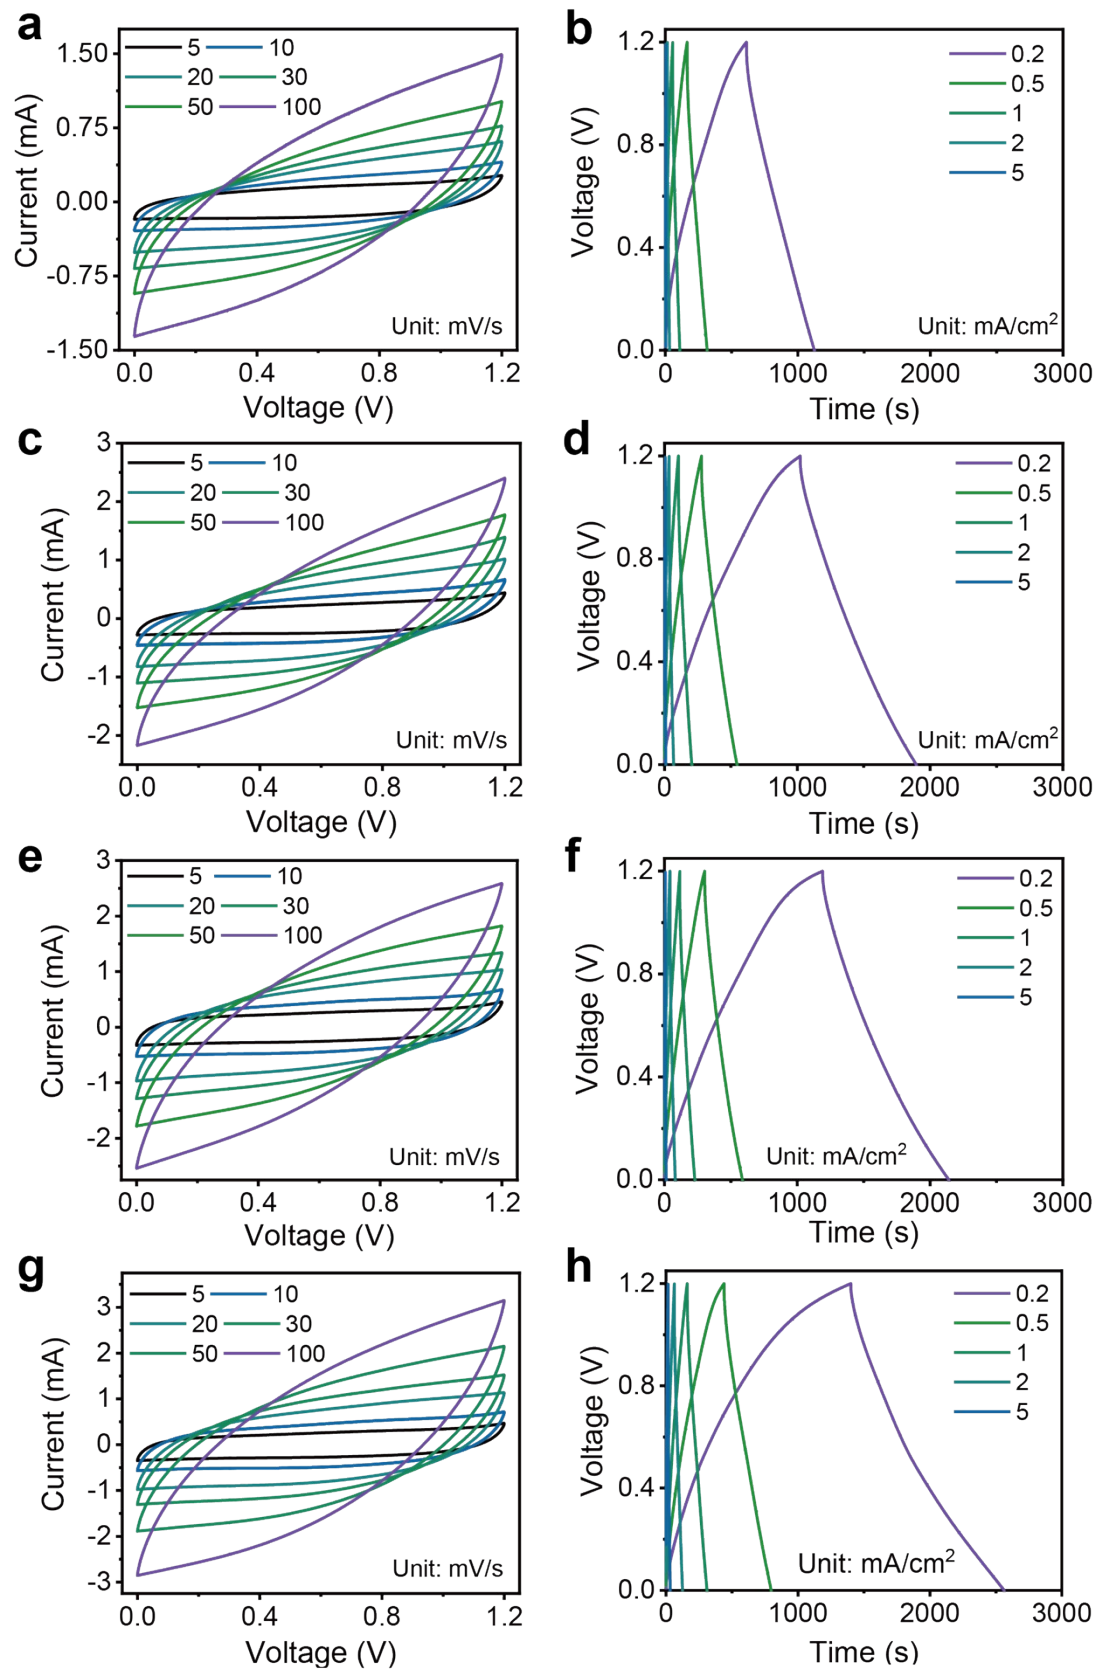 a
1.50
0.75
0.00
-0.75
-1.50
Current (mA)
5 10
20 30
50 100
Unit: mV/s
0.0 0.4 0.8 1.2
Voltage (V)
b
1.2
0.8
0.4
0.0
Voltage (V)
0.2
0.5
1
2
5
Unit: mA/cm²
0 1000 2000 3000
Time (s)
c
3
2
1
0
-1
-2
Current (mA)
5 10
20 30
50 100
Unit: mV/s
0.0 0.4 0.8 1.2
Voltage (V)
d
1.2
0.8
0.4
0.0
Voltage (V)
0.2
0.5
1
2
5
Unit: mA/cm²
0 1000 2000 3000
Time (s)
e
3
2
1
0
-1
-2
Current (mA)
5 10
20 30
50 100
Unit: mV/s
0.0 0.4 0.8 1.2
Voltage (V)
f
1.2
0.8
0.4
0.0
Voltage (V)
0.2
0.5
1
2
5
Unit: mA/cm²
0 1000 2000 3000
Time (s)
g
3
2
1
0
-1
-2
-3
Current (mA)
5 10
20 30
50 100
Unit: mV/s
0.0 0.4 0.8 1.2
Voltage (V)
h
1.2
0.8
0.4
0.0
Voltage (V)
0.2
0.5
1
2
5
Unit: mA/cm²
0 1000 2000 3000
Time (s)